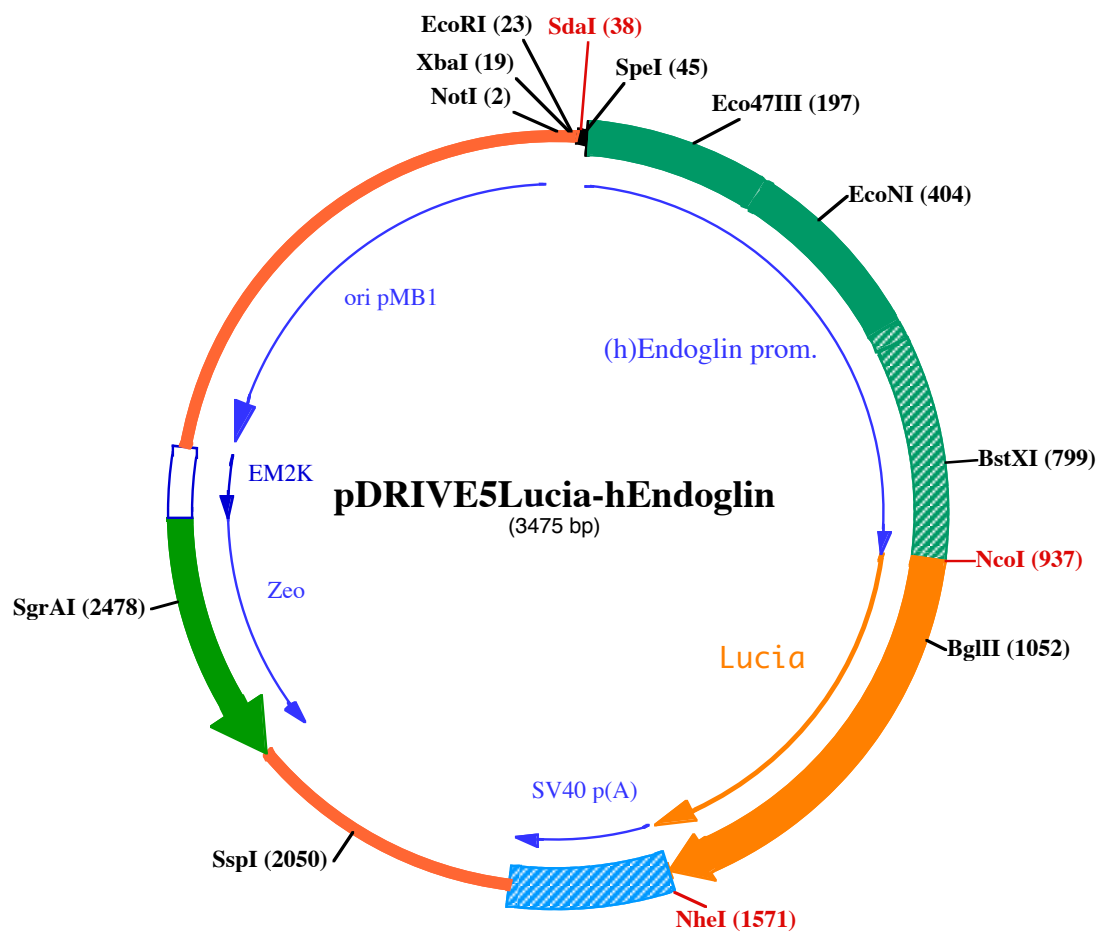 EcoRI (23)
SdaI (38)
XbaI (19)
SpeI (45)
NotI (2)
Eco47III (197)
EcoNI (404)
ori pMB1
(h)Endoglin prom.
BstXI (799)
EM2K
pDRIVE5Lucia-hEndoglin
(3475 bp)
NcoI (937)
Zeo
SgrAI (2478)
BglII (1052)
Lucia
SV40 p(A)
SspI (2050)
NheI (1571)